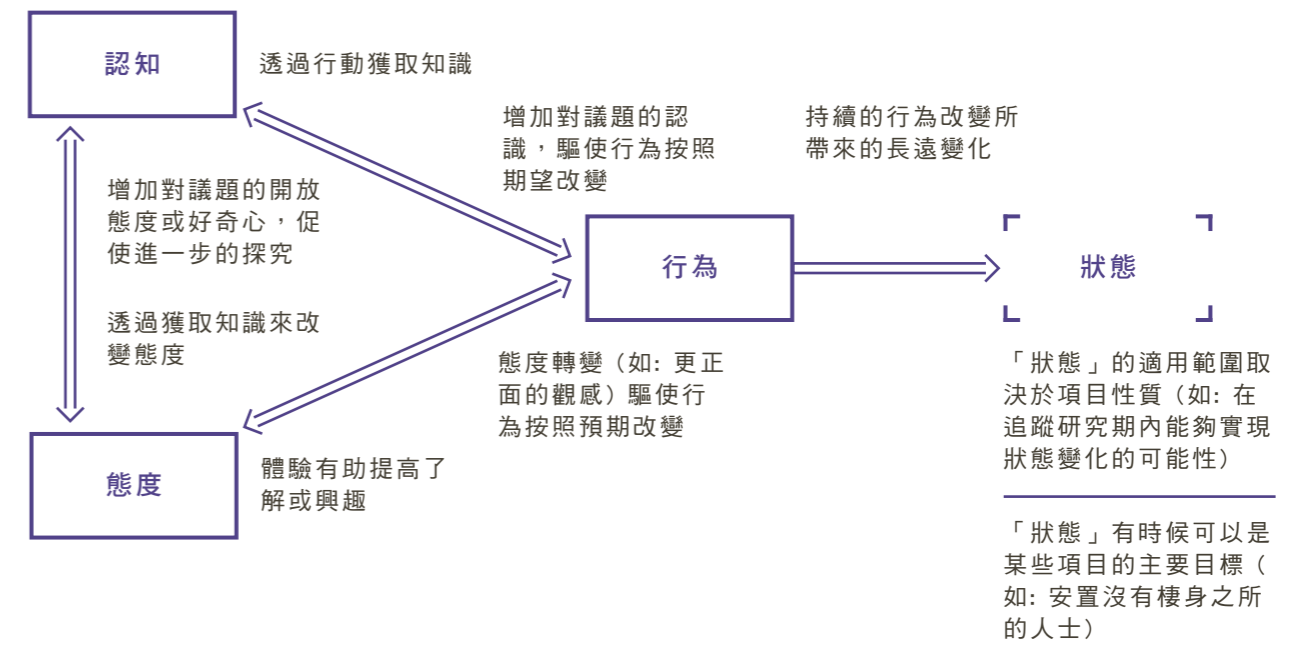 認知
透過行動獲取知識
增加對議題的認
識，驅使行為按照
期望改變
持續的行為改變所
帶來的長遠變化
增加對議題的開放
態度或好奇心，促
使進一步的探究
行為
狀態
透過獲取知識來改
變態度
態度轉變（如: 更正
面的觀感）驅使行
為按照預期改變
「狀態」的適用範圍取
決於項目性質（如: 在
追蹤研究期內能夠實現
狀態變化的可能性）
態度
體驗有助提高了
解或興趣
「狀態」有時候可以是
某些項目的主要目標（
如: 安置沒有棲身之所
的人士）